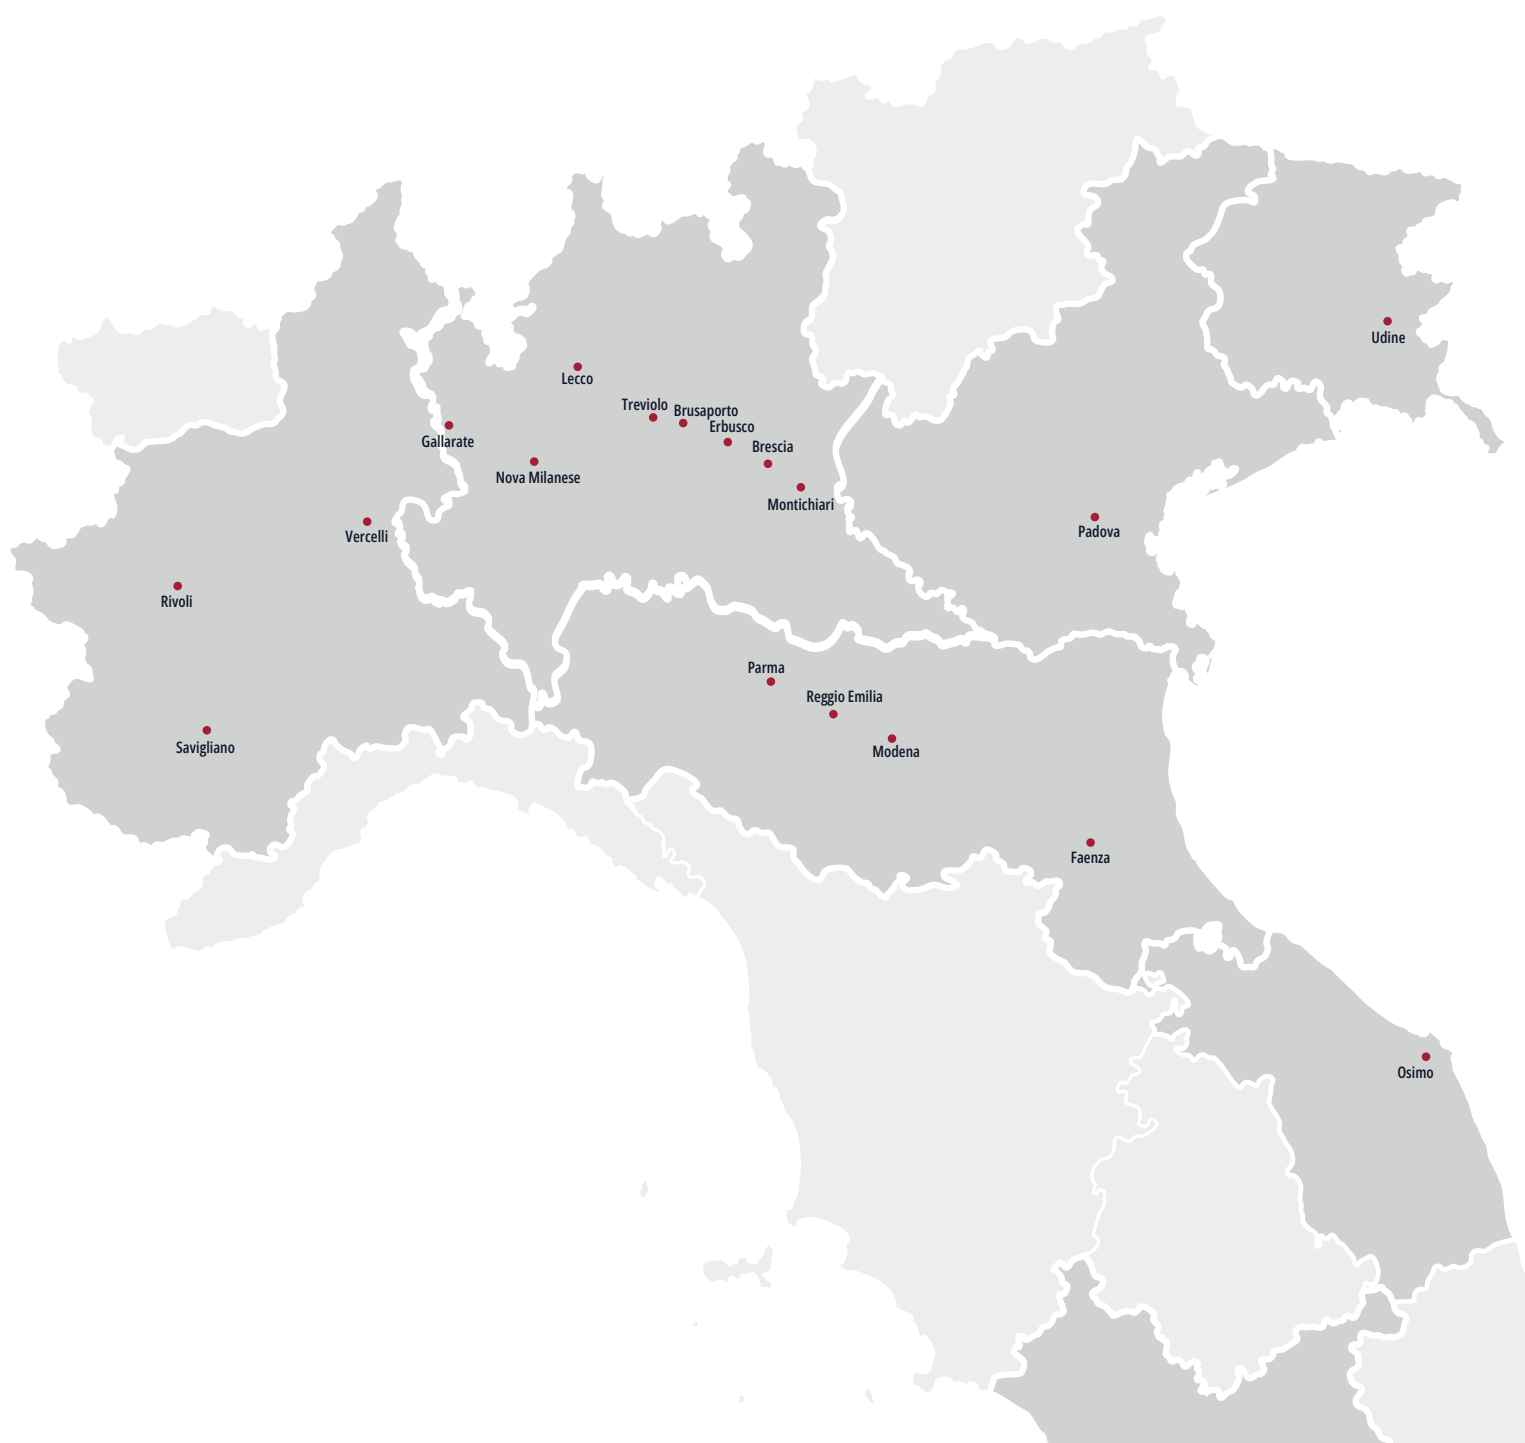 Udine
Lecco
Treviolo
Brusaporto
Erbusco
Gallarate
Brescia
Nova Milanese
Montichiari
Padova
Vercelli
Rivoli
Parma
Reggio Emilia
Savigliano
Modena
Faenza
Osimo